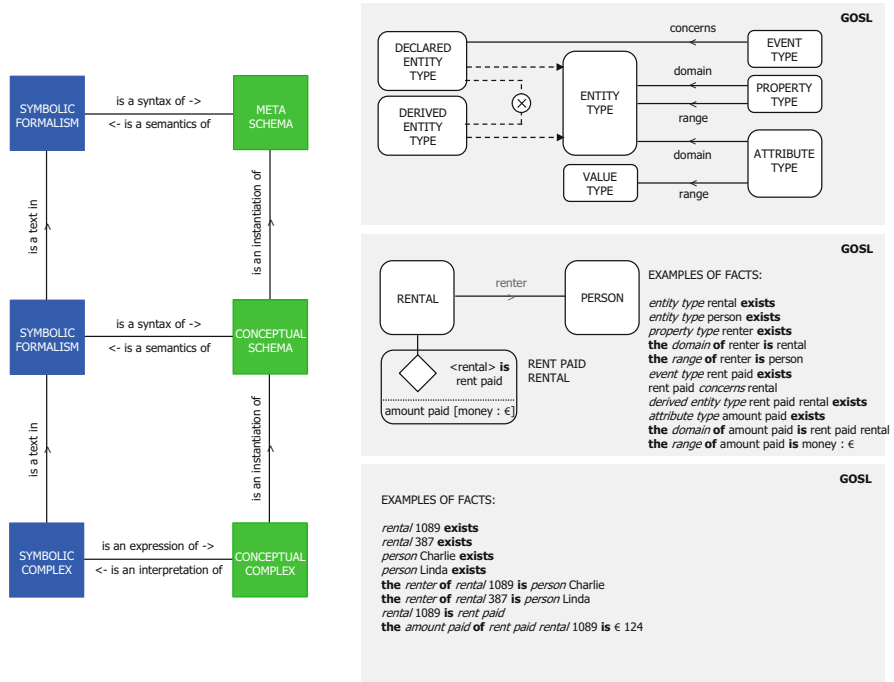 SYMBOLIC
FORMALISM
is a syntax of ->
<- is a semantics of
META
SCHEMA
is a text in
is an instantiation of
SYMBOLIC
FORMALISM
is a syntax of ->
<- is a semantics of
CONCEPTUAL
SCHEMA
is a text in
is an instantiation of
SYMBOLIC
COMPLEX
is an expression of ->
<- is an interpretation of
CONCEPTUAL
COMPLEX
GOSL
DECLARED
ENTITY
TYPE
DERIVED
ENTITY
TYPE
ENTITY
TYPE
VALUE
TYPE
concerns
domain
range
domain
range
EVENT
TYPE
PROPERTY
TYPE
ATTRIBUTE
TYPE
GOSL
RENTAL
renter
PERSON
<rental> is
rent paid
amount paid [money : €]
RENT PAID
RENTAL
EXAMPLES OF FACTS:
entity type rental exists
entity type person exists
property type renter exists
the domain of renter is rental
the range of renter is person
event type rent paid exists
rent paid concerns rental
derived entity type rent paid rental exists
attribute type amount paid exists
the domain of amount paid is rent paid rental
the range of amount paid is money : €
GOSL
EXAMPLES OF FACTS:
rental 1089 exists
rental 387 exists
person Charlie exists
person Linda exists
the renter of rental 1089 is person Charlie
the renter of rental 387 is person Linda
rental 1089 is rent paid
the amount paid of rent paid rental 1089 is € 124